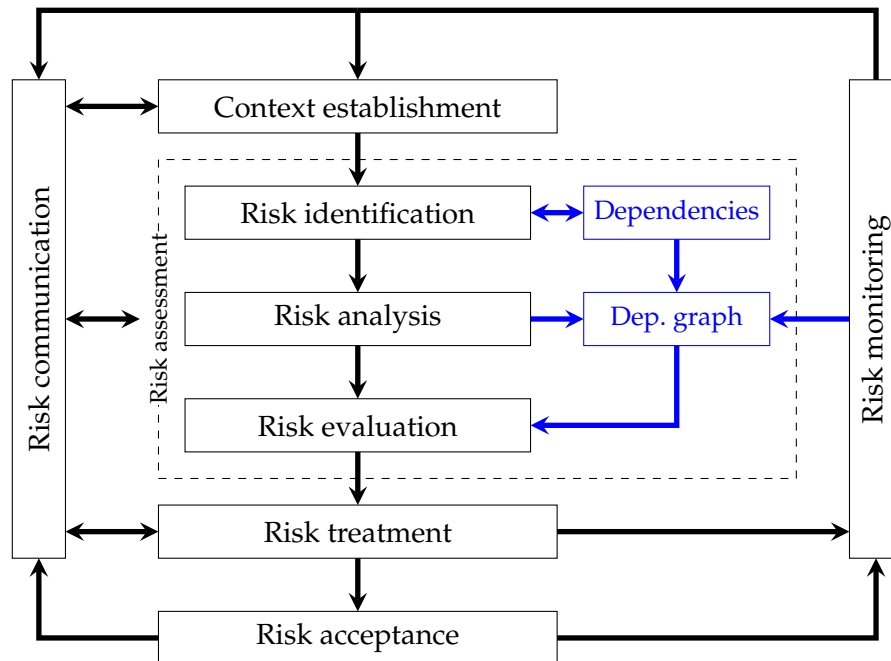 Context establishment
Risk identification
Dependencies
Risk analysis
Dep. graph
Risk evaluation
Risk treatment
Risk acceptance
Risk communication
Risk assessment
Risk monitoring